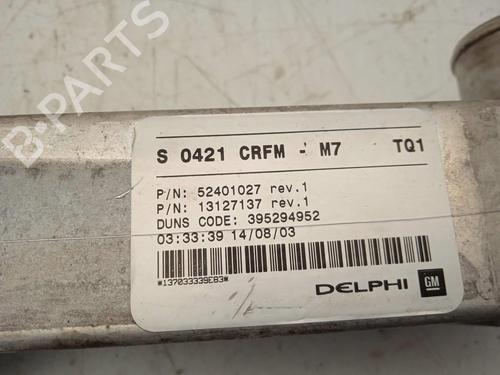 B-PARTS
S 0421 CRFM - M7 TQ1
P/N: 52401027 rev.1
P/N: 13127137 rev.1
DUNS CODE: 395294952
03:33:39 14/08/03
*137033339E83*
DELPHI GM